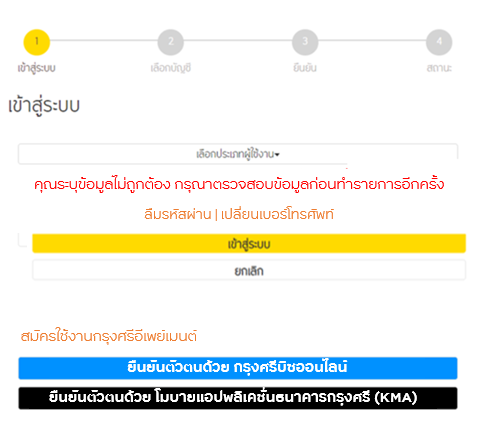 1 2 3 4
เข้าสู่ระบบ เลือกบัญชี ยืนยัน สถานะ
เข้าสู่ระบบ
เลือกประเภทผู้ใช้งาน
คุณระบุข้อมูลไม่ถูกต้อง กรุณาตรวจสอบข้อมูลก่อนทำรายการอีกครั้ง
ลืมรหัสผ่าน | เปลี่ยนเบอร์โทรศัพท์
เข้าสู่ระบบ
ยกเลิก
สมัครใช้งานกรุงศรีอีเพย์เมนต์
ยืนยันตัวตนด้วย กรุงศรีบิซออนไลน์
ยืนยันตัวตนด้วย โมบายแอปพลิเคชั่นธนาคารกรุงศรี (KMA)